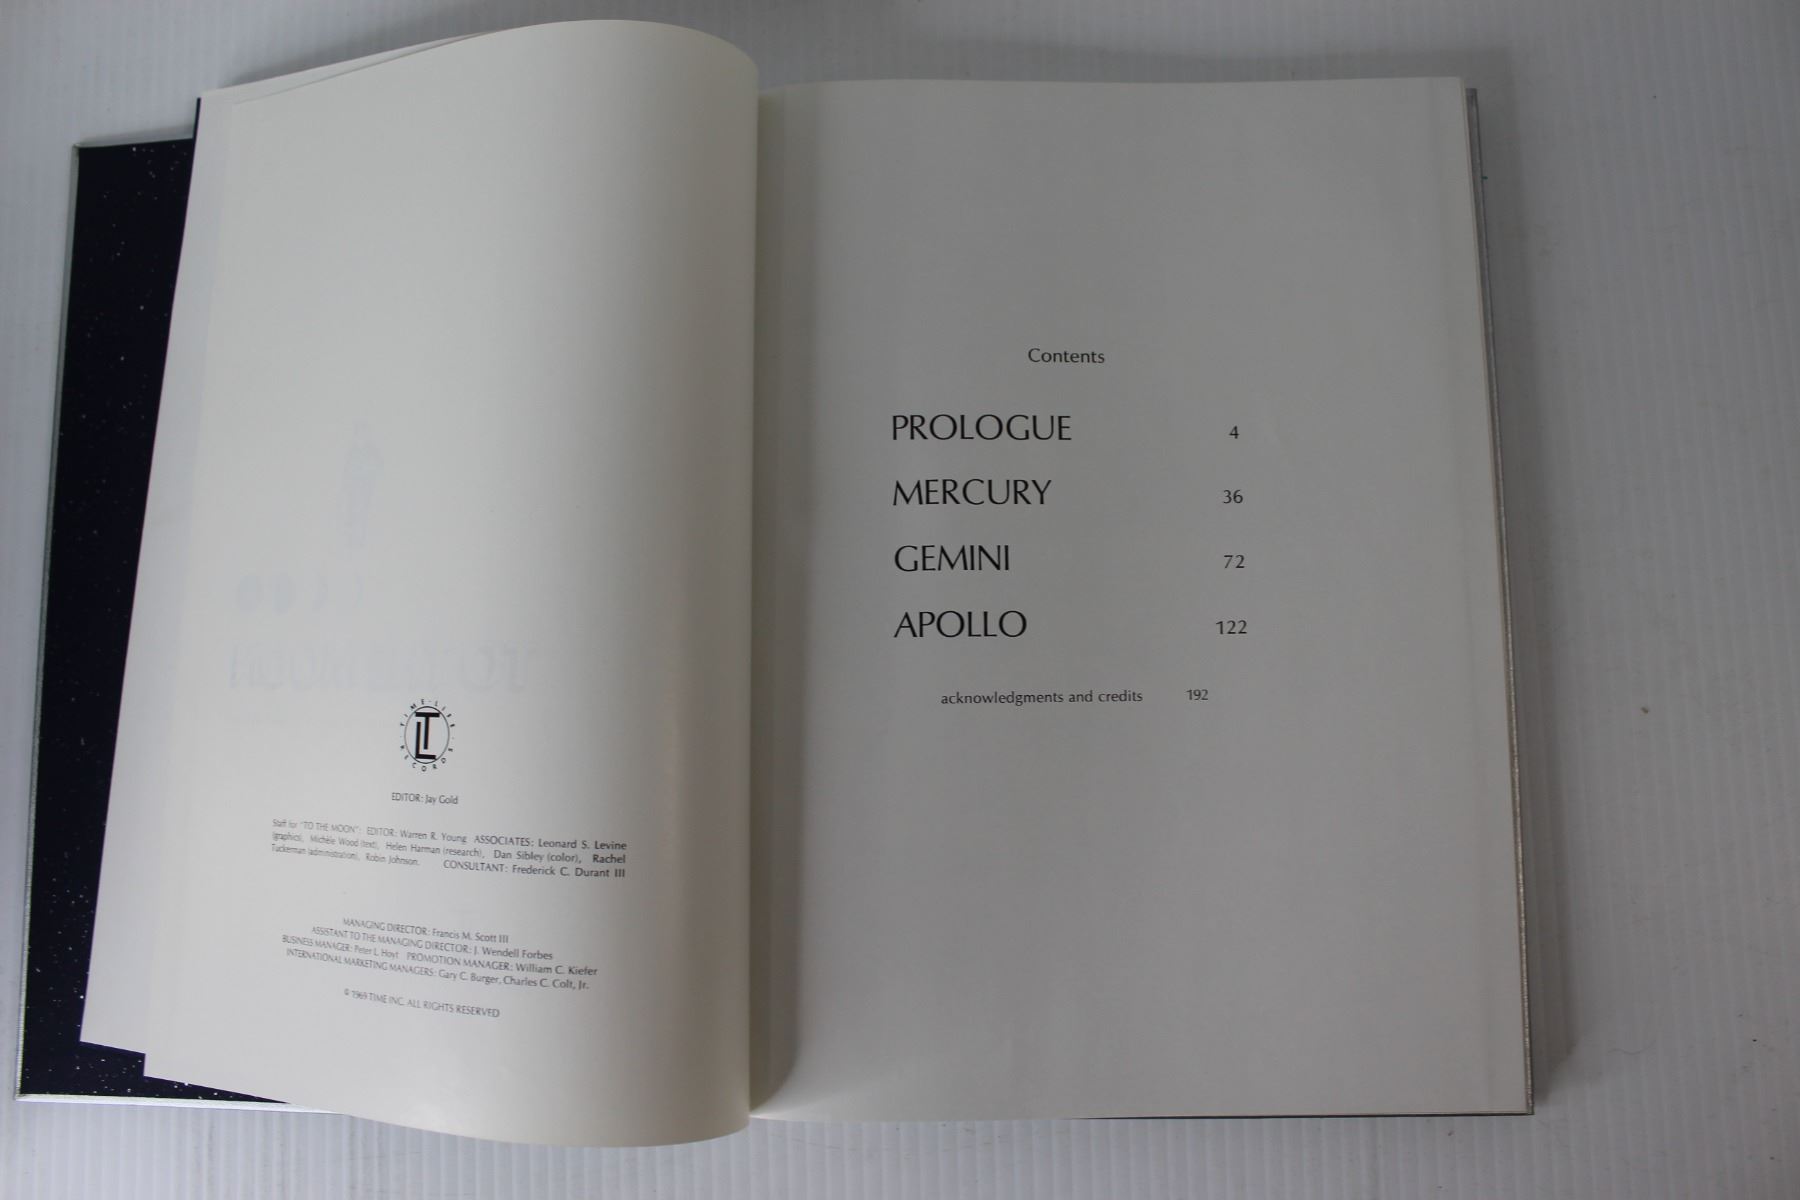 TIME · LIFE · RECORDS
LT
EDITOR: Jay Gold
Staff for "TO THE MOON": EDITOR: Warren R. Young ASSOCIATES: Leonard S. Levine
(graphics), Michèle Wood (text), Helen Harman (research), Dan Sibley (color), Rachel
Tuckerman (administration), Robin Johnson. CONSULTANT: Frederick C. Durant III
MANAGING DIRECTOR: Francis M. Scott III
ASSISTANT TO THE MANAGING DIRECTOR: J. Wendell Forbes
BUSINESS MANAGER: Peter L. Hoyt PROMOTION MANAGER: William C. Kiefer
INTERNATIONAL MARKETING MANAGERS: Gary C. Burger, Charles C. Colt, Jr.
© 1969 TIME INC. ALL RIGHTS RESERVED
Contents
PROLOGUE 4
MERCURY 36
GEMINI 72
APOLLO 122
acknowledgments and credits 192